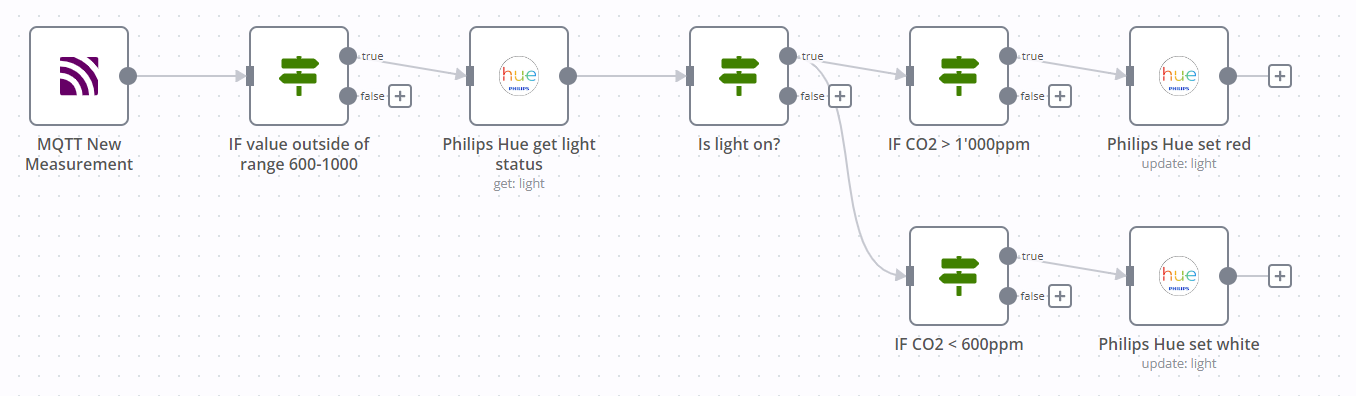 true
false
hue
PHILIPS
true
false
true
false
true
false
hue
PHILIPS
MQTT New
Measurement
IF value outside of
range 600-1000
Philips Hue get light
status
get: light
Is light on?
IF CO2 > 1'000ppm
Philips Hue set red
update: light
true
false
hue
PHILIPS
IF CO2 < 600ppm
Philips Hue set white
update: light